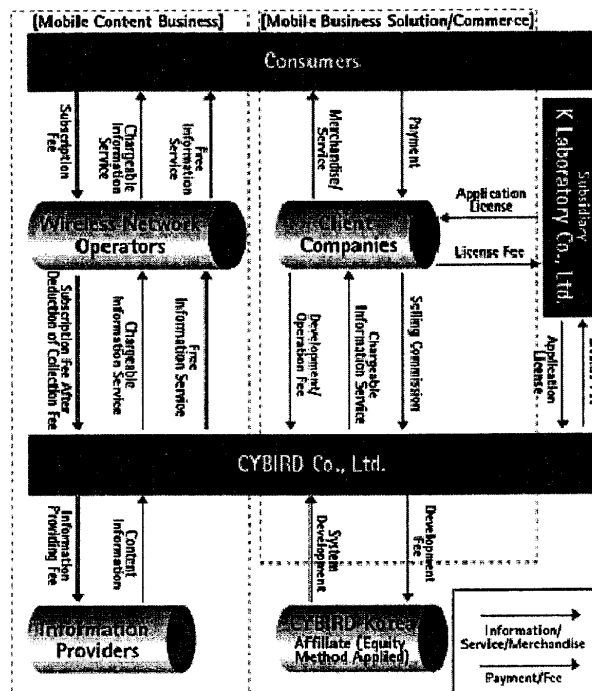 [Mobile Content Business]
[Mobile Business Solution/Commerce]
Consumers
Subscription
Fee
Chargeable
Information Service
Free
Information Service
Merchandise/
Service
Payment
Subsidiary
K Laboratory Co., Ltd.
Application
License
License Fee
Wireless Network
Operators
Client
Companies
Subscription Fee After
Deduction of Collection Fee
Chargeable
Information Service
Free
Information Service
Development/
Operation Fee
Chargeable
Information Service
Selling Commission
Application
License
CYBIRD Co., Ltd.
Information
Providing Fee
Content
Information
System
Development
Development
Fee
Information
Providers
CYBIRD Korea
Affiliate (Equity
Method Applied)
Information/
Service/Merchandise
Payment/Fee